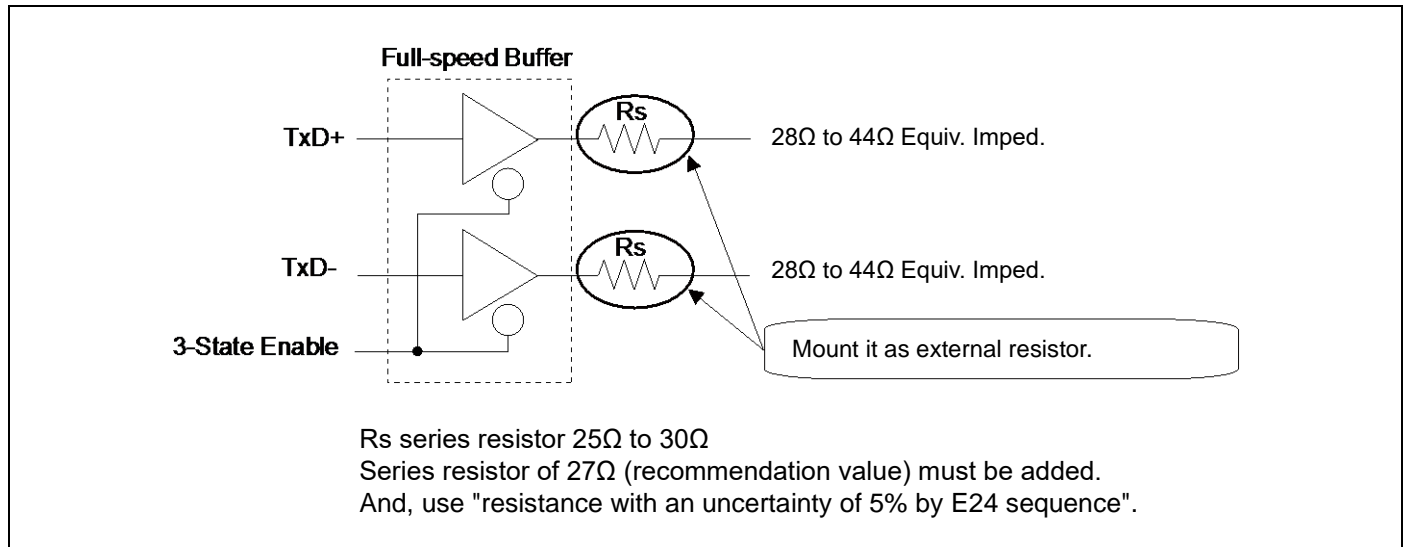 Full-speed Buffer
Rs
TxD+
28Ω to 44Ω Equiv. Imped.
Rs
TxD-
28Ω to 44Ω Equiv. Imped.
3-State Enable
Mount it as external resistor.
Rs series resistor 25Ω to 30Ω
Series resistor of 27Ω (recommendation value) must be added.
And, use "resistance with an uncertainty of 5% by E24 sequence".